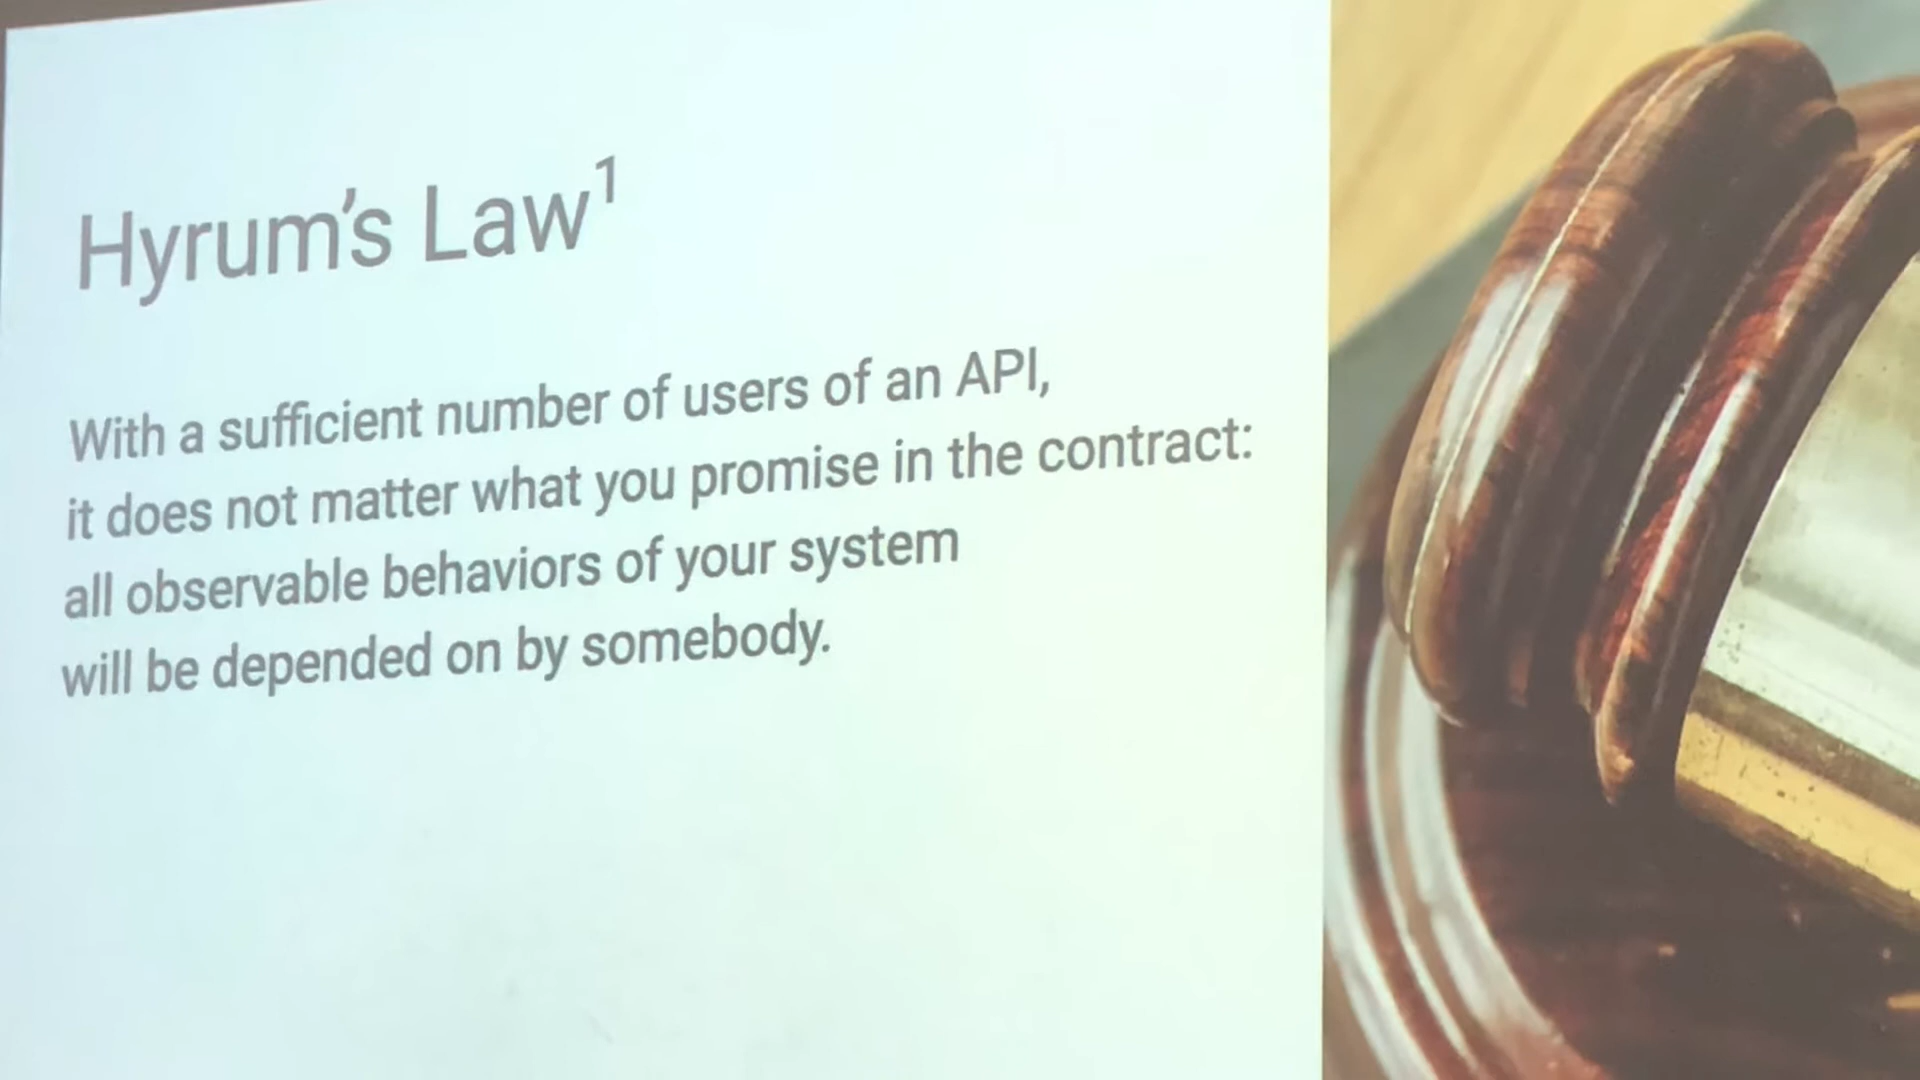 Hyrum's Law¹
With a sufficient number of users of an API,
it does not matter what you promise in the contract:
all observable behaviors of your system
will be depended on by somebody.